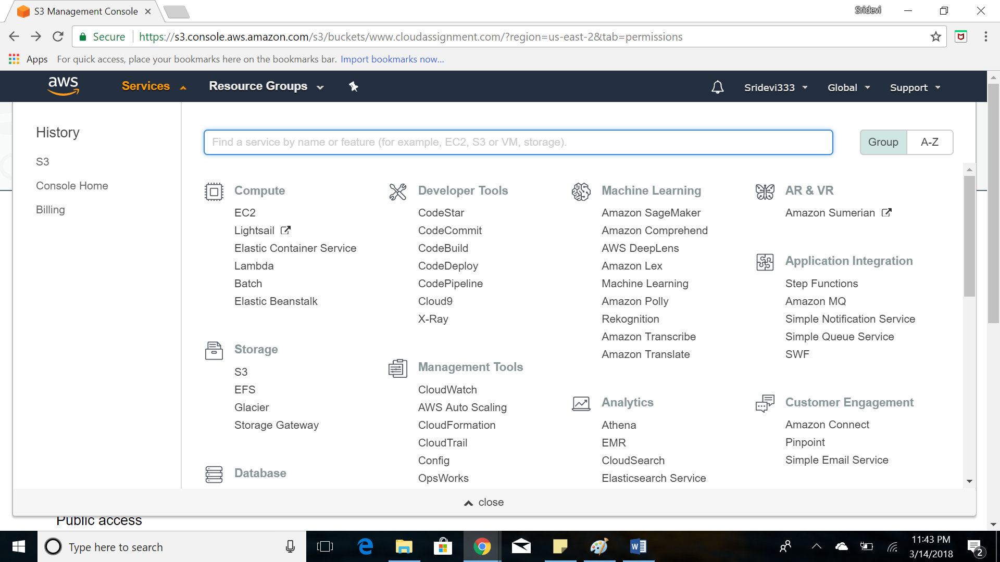 S3 Management Console
Sridevi
Secure
https://s3.console.aws.amazon.com/s3/buckets/www.cloudassignment.com/?region=us-east-2&tab=permissions
Apps For quick access, place your bookmarks here on the bookmarks bar. Import bookmarks now...
aws Services Resource Groups Sridevi333 Global Support
History
S3
Console Home
Billing
Find a service by name or feature (for example, EC2, S3 or VM, storage).
Group A-Z
Compute
EC2
Lightsail
Elastic Container Service
Lambda
Batch
Elastic Beanstalk
Storage
S3
EFS
Glacier
Storage Gateway
Database
Developer Tools
CodeStar
CodeCommit
CodeBuild
CodeDeploy
CodePipeline
Cloud9
X-Ray
Management Tools
CloudWatch
AWS Auto Scaling
CloudFormation
CloudTrail
Config
OpsWorks
Machine Learning
Amazon SageMaker
Amazon Comprehend
AWS DeepLens
Amazon Lex
Machine Learning
Amazon Polly
Rekognition
Amazon Transcribe
Amazon Translate
Analytics
Athena
EMR
CloudSearch
Elasticsearch Service
AR & VR
Amazon Sumerian
Application Integration
Step Functions
Amazon MQ
Simple Notification Service
Simple Queue Service
SWF
Customer Engagement
Amazon Connect
Pinpoint
Simple Email Service
close
Public access
Type here to search
11:43 PM
3/14/2018
2